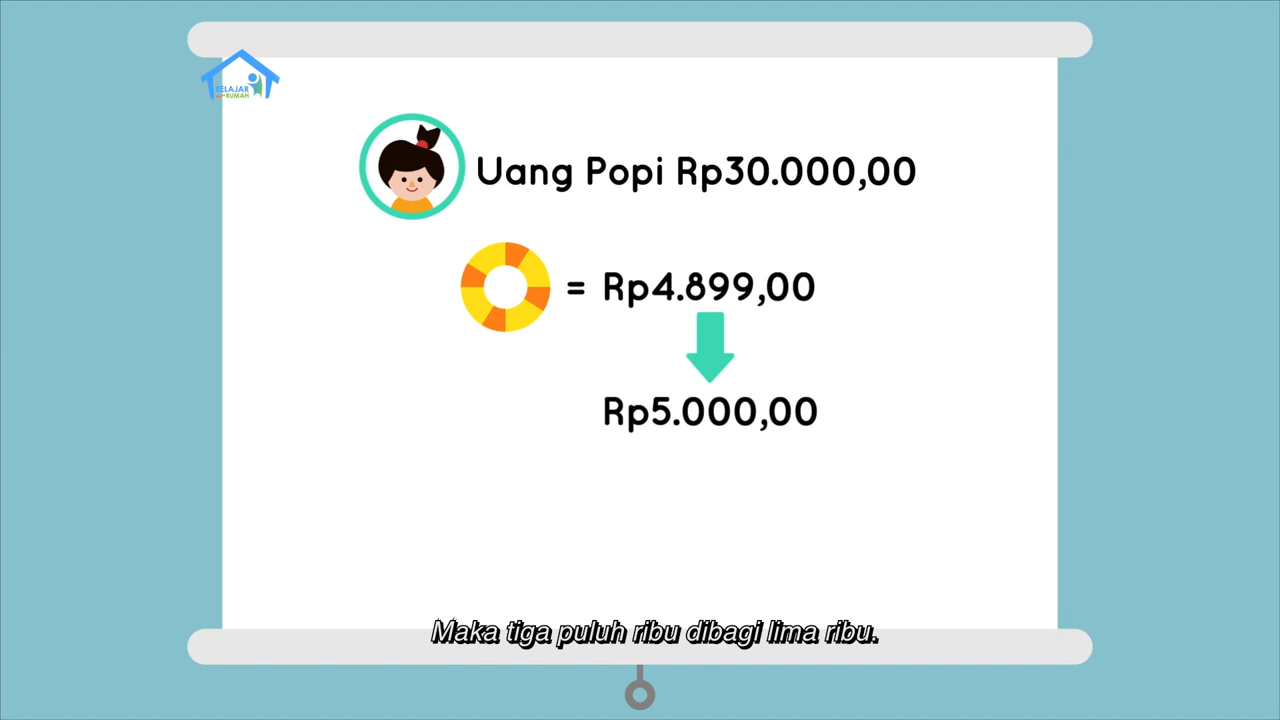 BELAJAR
RUMAH
Uang Popi Rp30.000,00
= Rp4.899,00
Rp5.000,00
Maka tiga puluh ribu dibagi lima ribu.